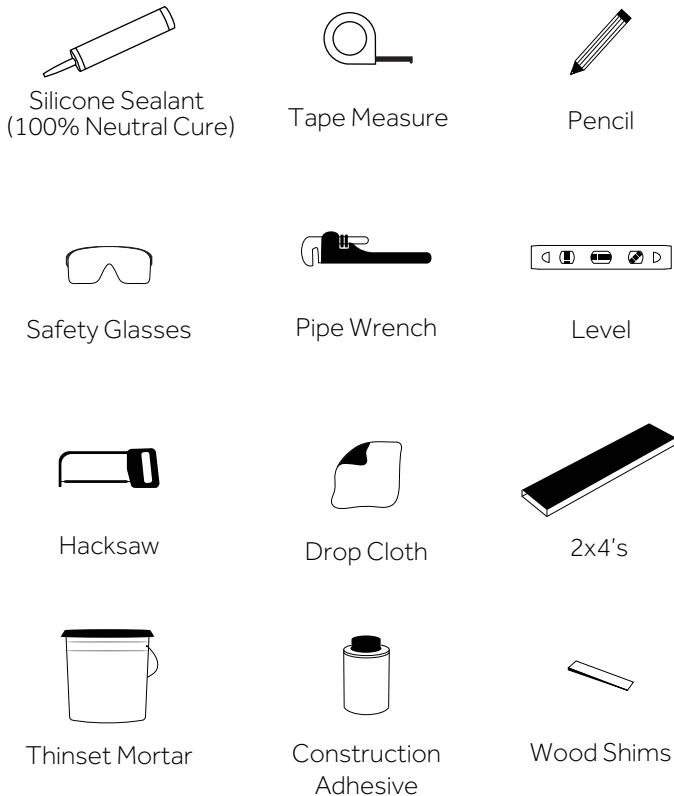 Silicone Sealant
(100% Neutral Cure)
Tape Measure
Pencil
Safety Glasses
Pipe Wrench
Level
Hacksaw
Drop Cloth
2x4's
Thinset Mortar
Construction
Adhesive
Wood Shims